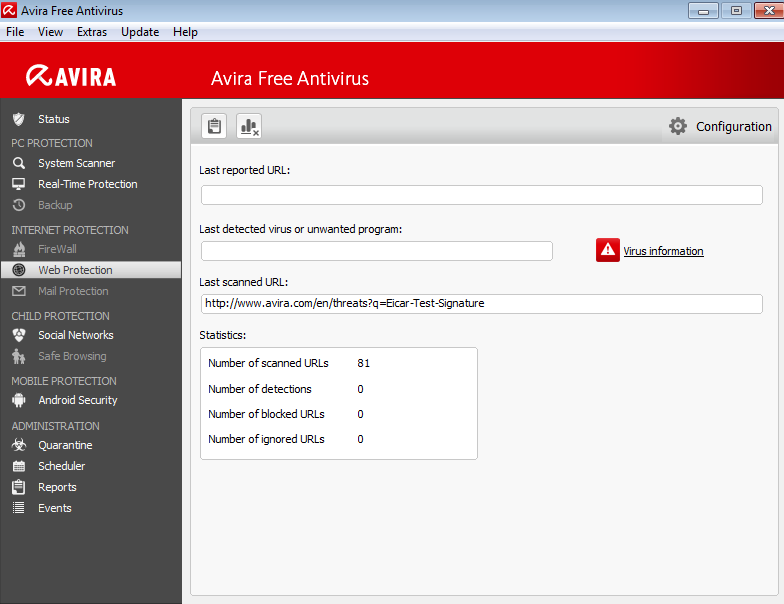 Avira Free Antivirus
File View Extras Update Help
AVIRA
Avira Free Antivirus
Status
PC PROTECTION
System Scanner
Real-Time Protection
Backup
INTERNET PROTECTION
FireWall
Web Protection
Mail Protection
CHILD PROTECTION
Social Networks
Safe Browsing
MOBILE PROTECTION
Android Security
ADMINISTRATION
Quarantine
Scheduler
Reports
Events
Configuration
Last reported URL:
Last detected virus or unwanted program:
Virus information
Last scanned URL:
http://www.avira.com/en/threats?q=Eicar-Test-Signature
Statistics:
Number of scanned URLs 81
Number of detections 0
Number of blocked URLs 0
Number of ignored URLs 0